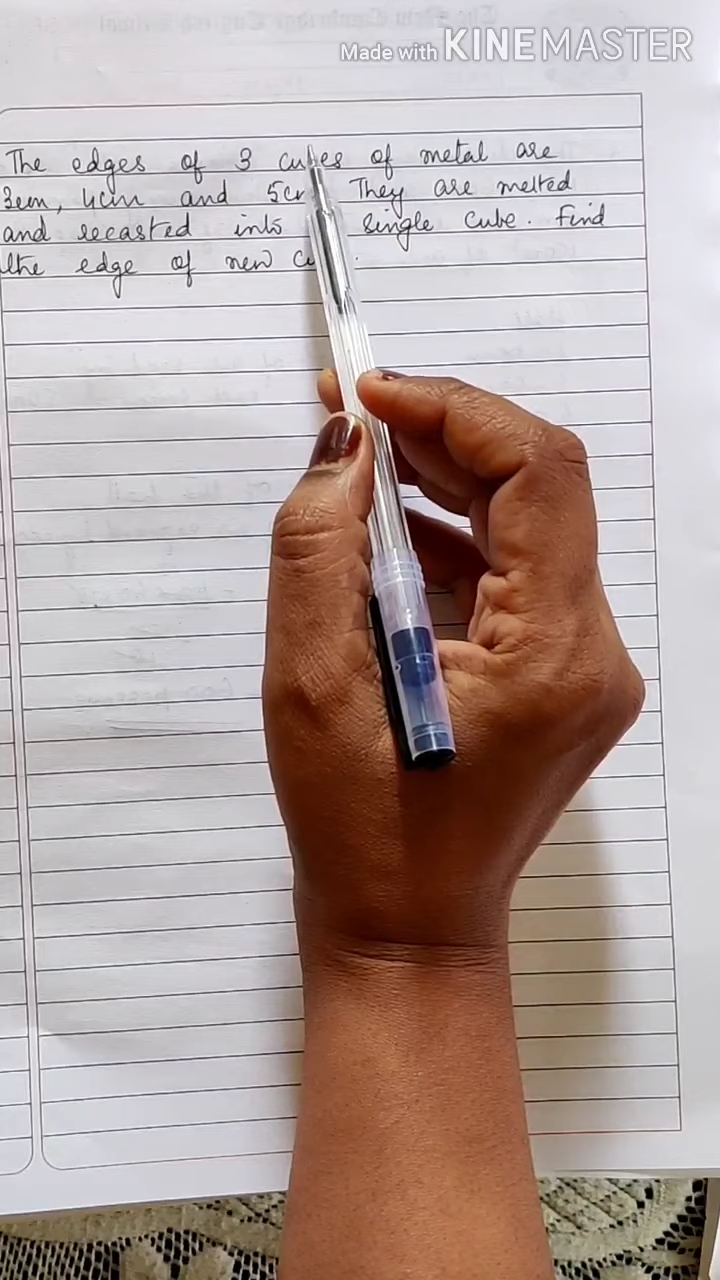 Made with KINEMASTER
The edges of 3 cubes of metal are
3cm, 4cm and 5cm They are melted
and recasted into single cube. Find
the edge of new